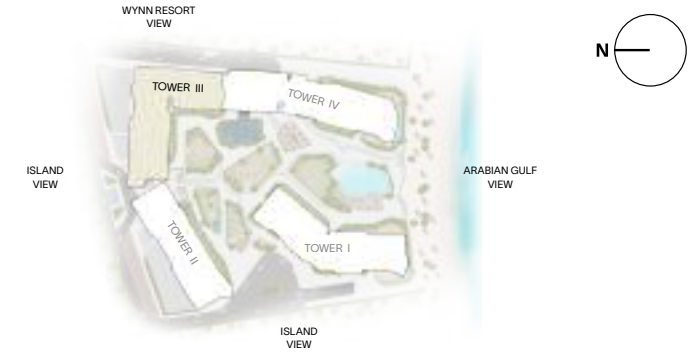 WYNN RESORT
VIEW
N
TOWER III
TOWER IV
ISLAND
VIEW
ARABIAN GULF
VIEW
TOWER II
TOWER I
ISLAND
VIEW